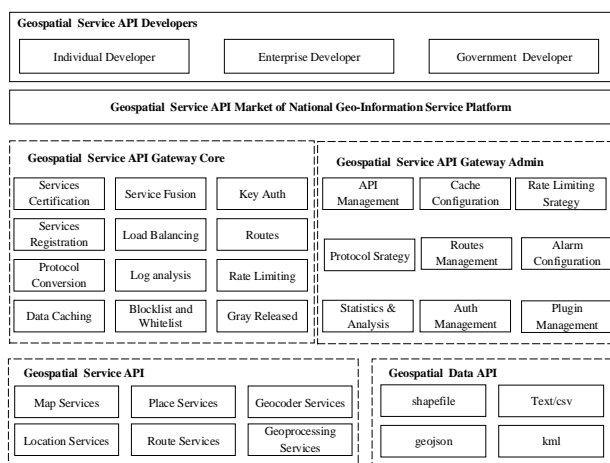 Geospatial Service API Developers
Individual Developer
Enterprise Developer
Government Developer
Geospatial Service API Market of National Geo-Information Service Platform
Geospatial Service API Gateway Core
Services
Certification
Service Fusion
Key Auth
Services
Registration
Load Balancing
Routes
Protocol
Conversion
Log analysis
Rate Limiting
Data Caching
Blocklist and
Whitelist
Gray Released
Geospatial Service API Gateway Admin
API
Management
Cache
Configuration
Rate Limiting
Srategy
Protocol Srategy
Routes
Management
Alarm
Configuration
Statistics &
Analysis
Auth
Management
Plugin
Management
Geospatial Service API
Map Services
Place Services
Geocoder Services
Location Services
Route Services
Geoprocessing
Services
Geospatial Data API
shapefile
Text/csv
geojson
kml